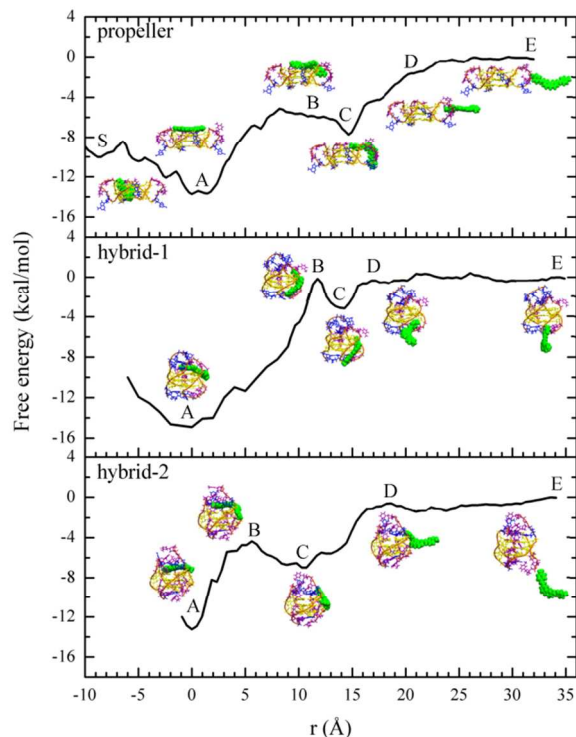 propeller
4
0
-4
-8
-12
-16
S
A
B
C
D
E
hybrid-1
4
0
-4
-8
-12
-16
A
B
C
D
E
hybrid-2
4
0
-4
-8
-12
-16
A
B
C
D
E
Free energy (kcal/mol)
-10 -5 0 5 10 15 20 25 30 35
r (Å)